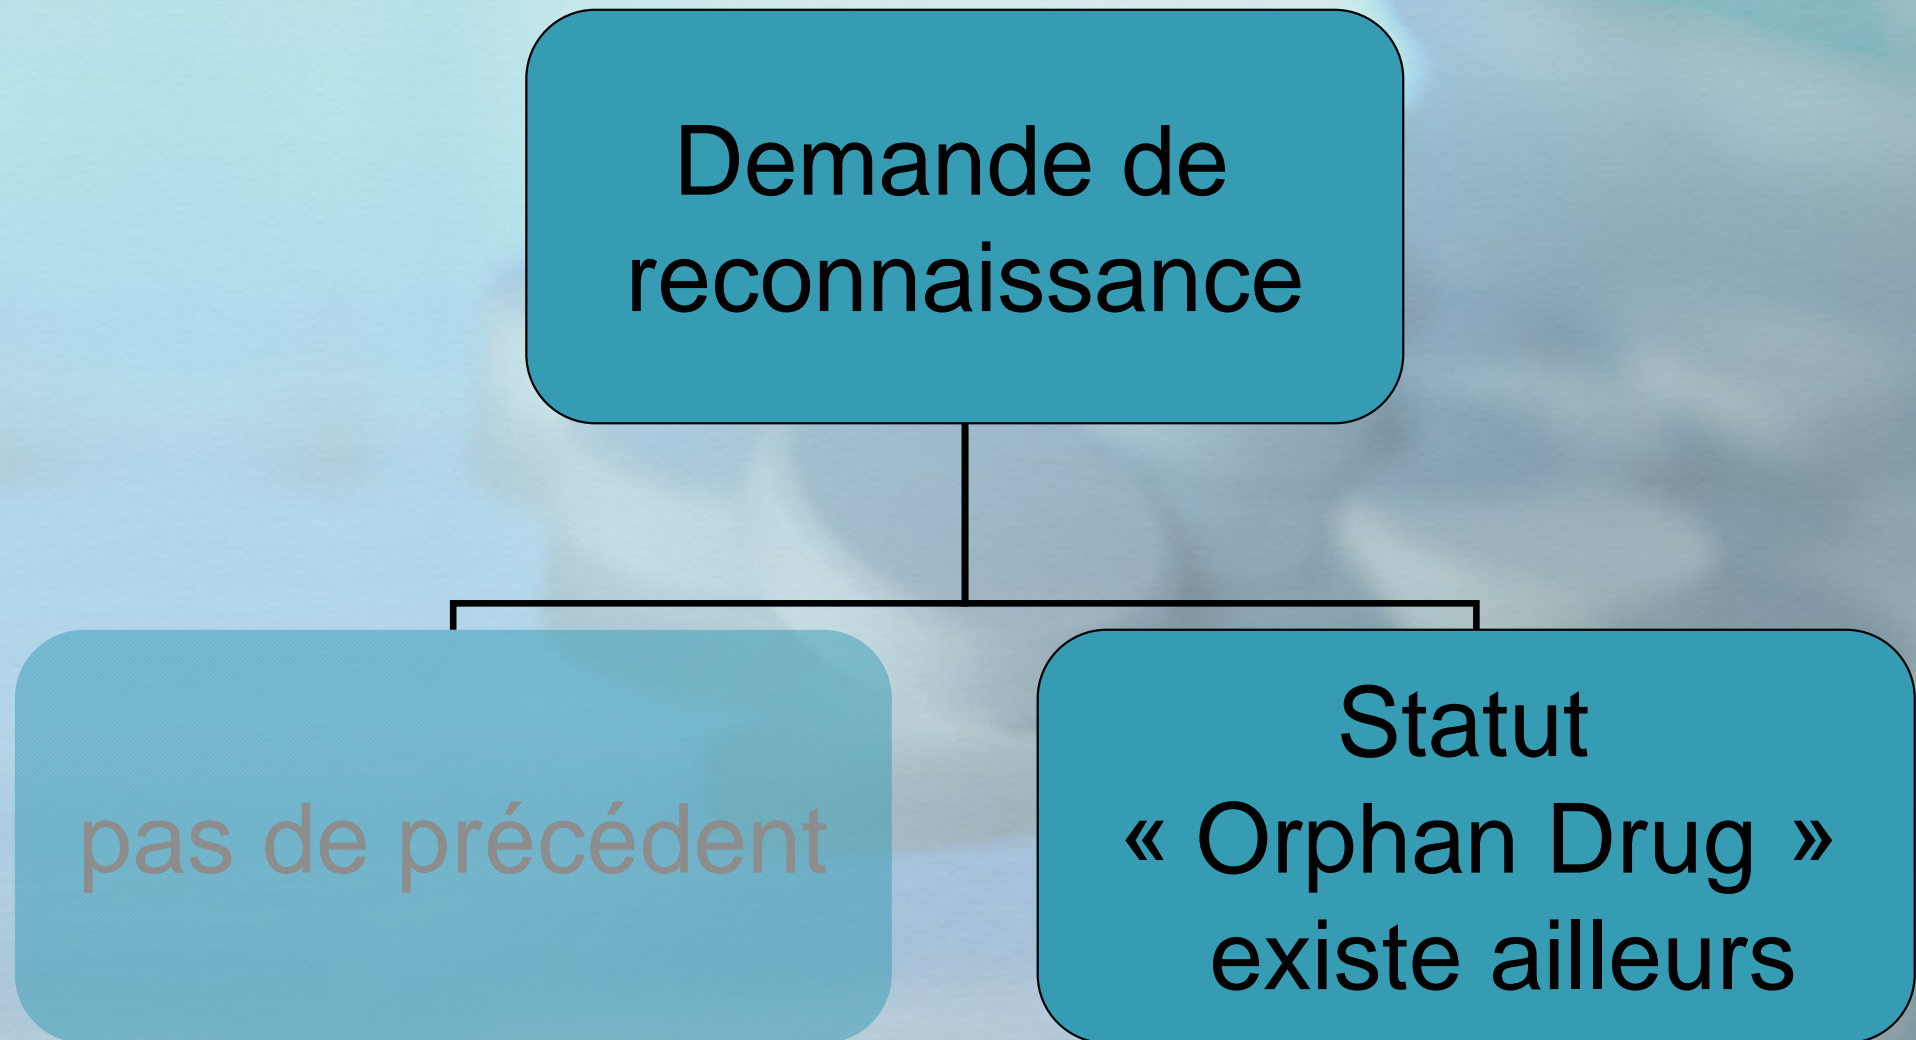 Demande de
reconnaissance
pas de précédent
Statut
« Orphan Drug »
existe ailleurs